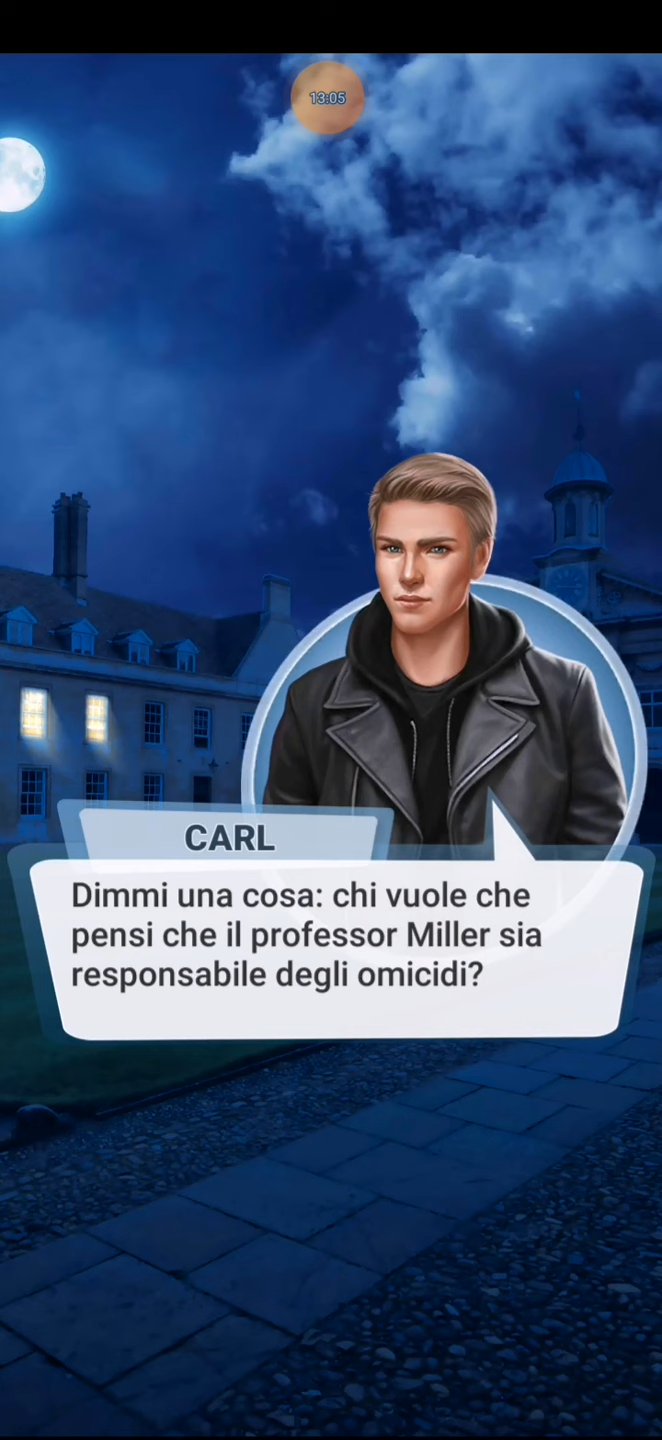 13:05
CARL
Dimmi una cosa: chi vuole che
pensi che il professor Miller sia
responsabile degli omicidi?